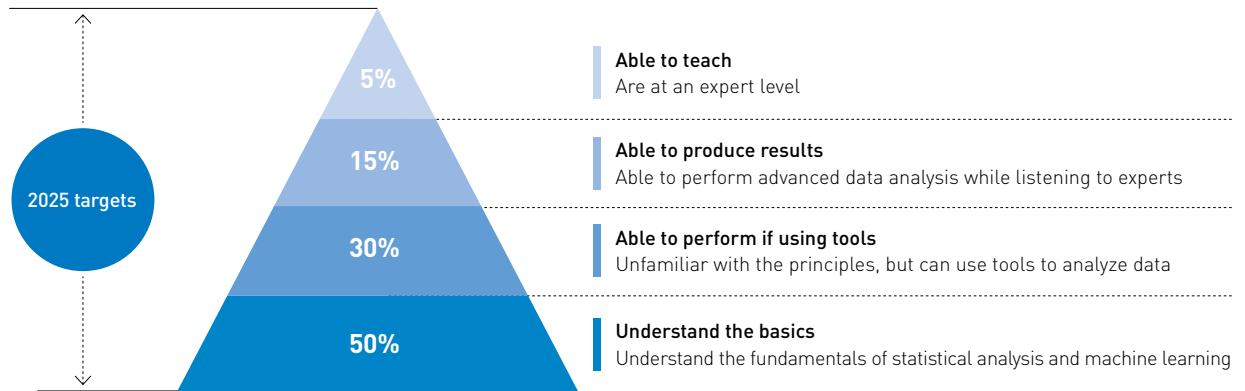 Able to teach
5%
Are at an expert level
Able to produce results
15%
Able to perform advanced data analysis while listening to experts
2025 targets
Able to perform if using tools
30%
Unfamiliar with the principles, but can use tools to analyze data
Understand the basics
50%
Understand the fundamentals of statistical analysis and machine learning